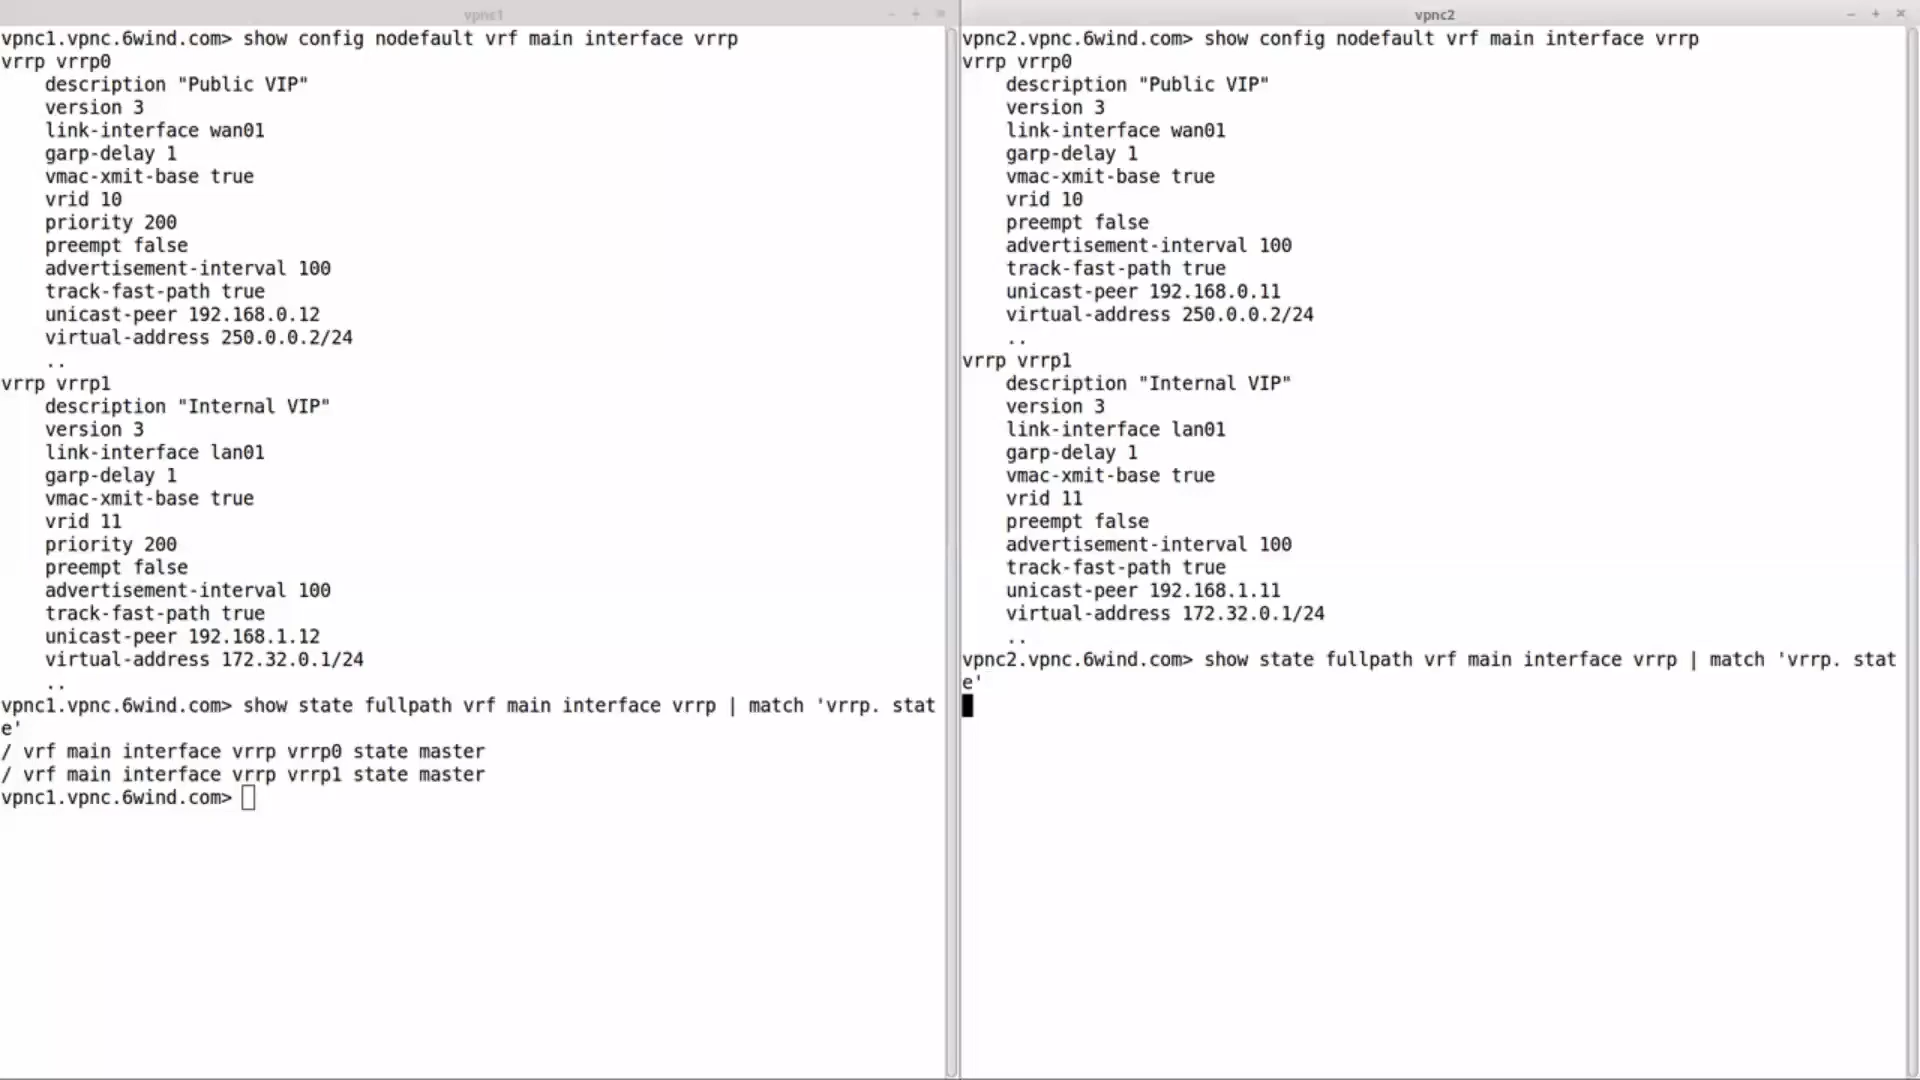 vpnc1
vpnc1.vpnc.6wind.com> show config nodefault vrf main interface vrrp
vrrp vrrp0
    description "Public VIP"
    version 3
    link-interface wan01
    garp-delay 1
    vmac-xmit-base true
    vrid 10
    priority 200
    preempt false
    advertisement-interval 100
    track-fast-path true
    unicast-peer 192.168.0.12
    virtual-address 250.0.0.2/24
    ..
vrrp vrrp1
    description "Internal VIP"
    version 3
    link-interface lan01
    garp-delay 1
    vmac-xmit-base true
    vrid 11
    priority 200
    preempt false
    advertisement-interval 100
    track-fast-path true
    unicast-peer 192.168.1.12
    virtual-address 172.32.0.1/24
    ..
vpnc1.vpnc.6wind.com> show state fullpath vrf main interface vrrp | match 'vrrp. stat
e'
/ vrf main interface vrrp vrrp0 state master
/ vrf main interface vrrp vrrp1 state master
vpnc1.vpnc.6wind.com>
vpnc2
vpnc2.vpnc.6wind.com> show config nodefault vrf main interface vrrp
vrrp vrrp0
    description "Public VIP"
    version 3
    link-interface wan01
    garp-delay 1
    vmac-xmit-base true
    vrid 10
    preempt false
    advertisement-interval 100
    track-fast-path true
    unicast-peer 192.168.0.11
    virtual-address 250.0.0.2/24
    ..
vrrp vrrp1
    description "Internal VIP"
    version 3
    link-interface lan01
    garp-delay 1
    vmac-xmit-base true
    vrid 11
    preempt false
    advertisement-interval 100
    track-fast-path true
    unicast-peer 192.168.1.11
    virtual-address 172.32.0.1/24
    ..
vpnc2.vpnc.6wind.com> show state fullpath vrf main interface vrrp | match 'vrrp. stat
e'